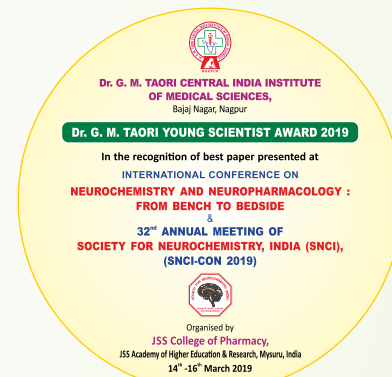 NAGPUR
Dr. G. M. TAORI CENTRAL INDIA INSTITUTE
OF MEDICAL SCIENCES,
Bajaj Nagar, Nagpur
Dr. G. M. TAORI YOUNG SCIENTIST AWARD 2019
In the recognition of best paper presented at
INTERNATIONAL CONFERENCE ON
NEUROCHEMISTRY AND NEUROPHARMACOLOGY :
FROM BENCH TO BEDSIDE
&
32nd ANNUAL MEETING OF
SOCIETY FOR NEUROCHEMISTRY, INDIA (SNCI),
(SNCI-CON 2019)
Organised by
JSS College of Pharmacy,
JSS Academy of Higher Education & Research, Mysuru, India
14th -16th March 2019